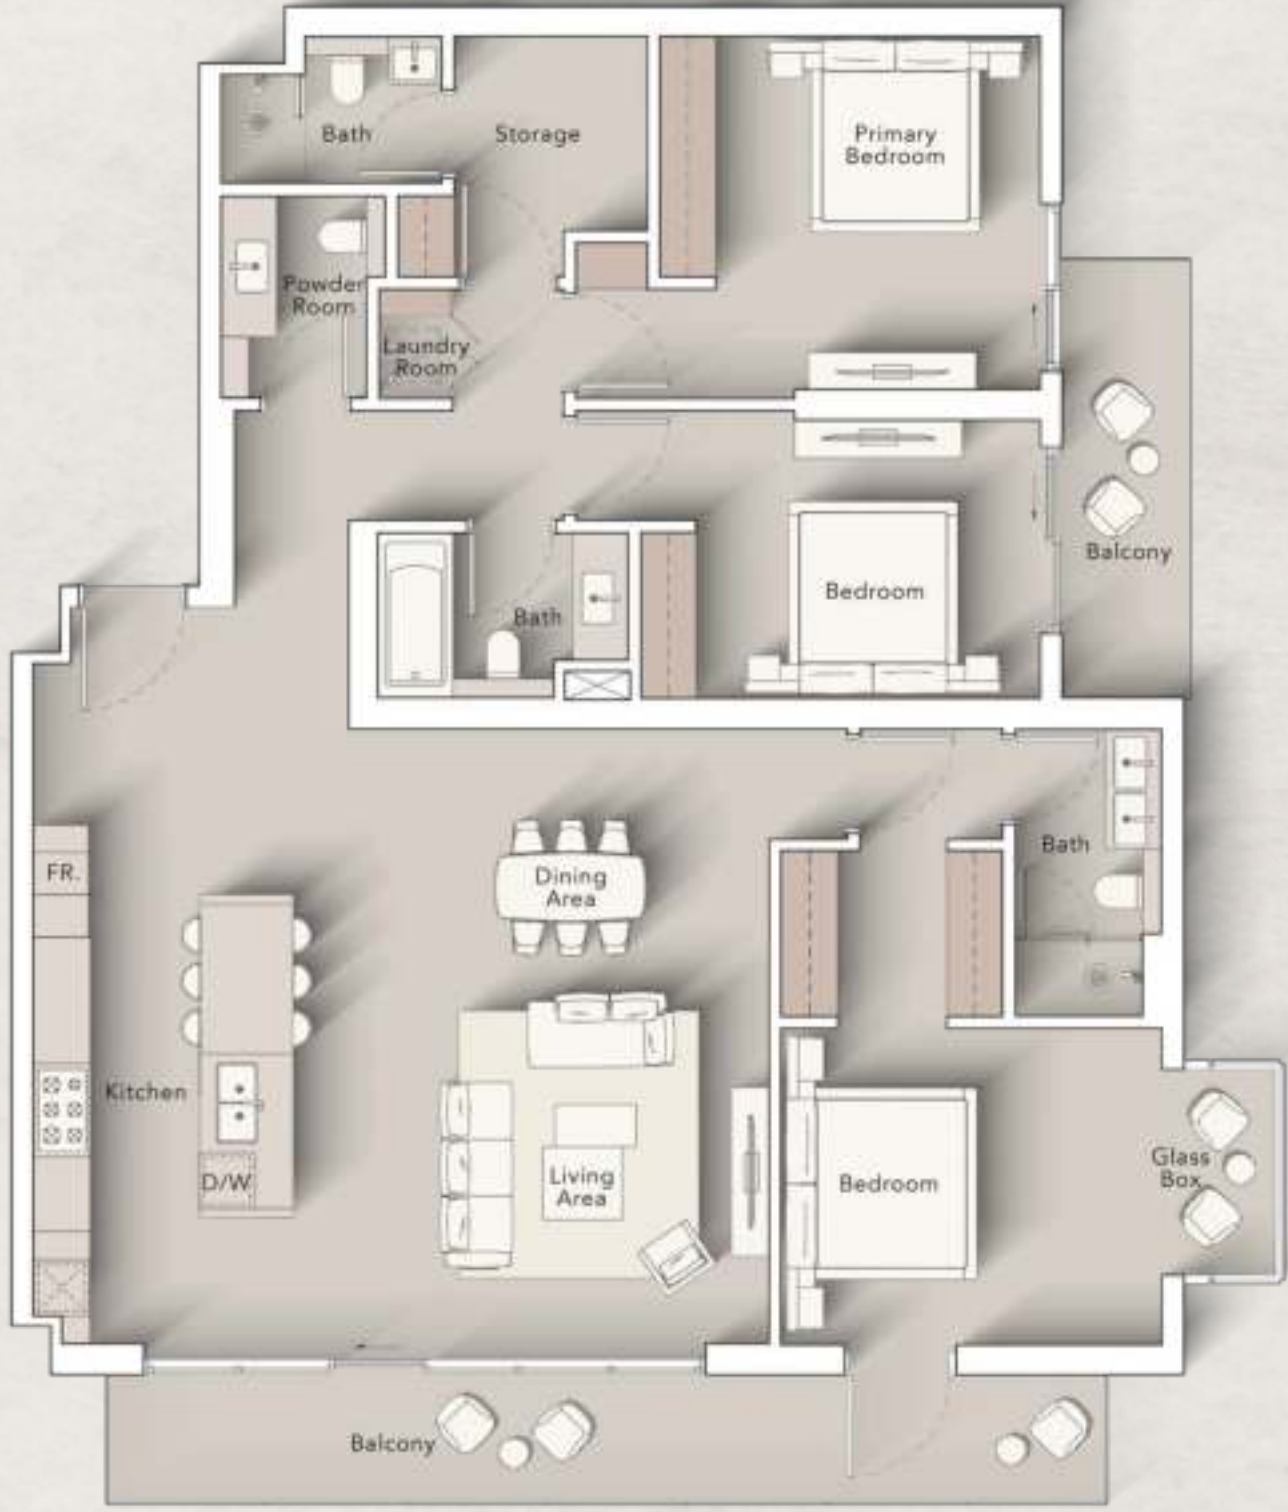 Bath
Storage
Primary
Bedroom
Powder
Room
Laundry
Room
Balcony
Bedroom
Bath
Bath
FR.
Dining
Area
Kitchen
D/W
Living
Area
Bedroom
Glass
Box
Balcony